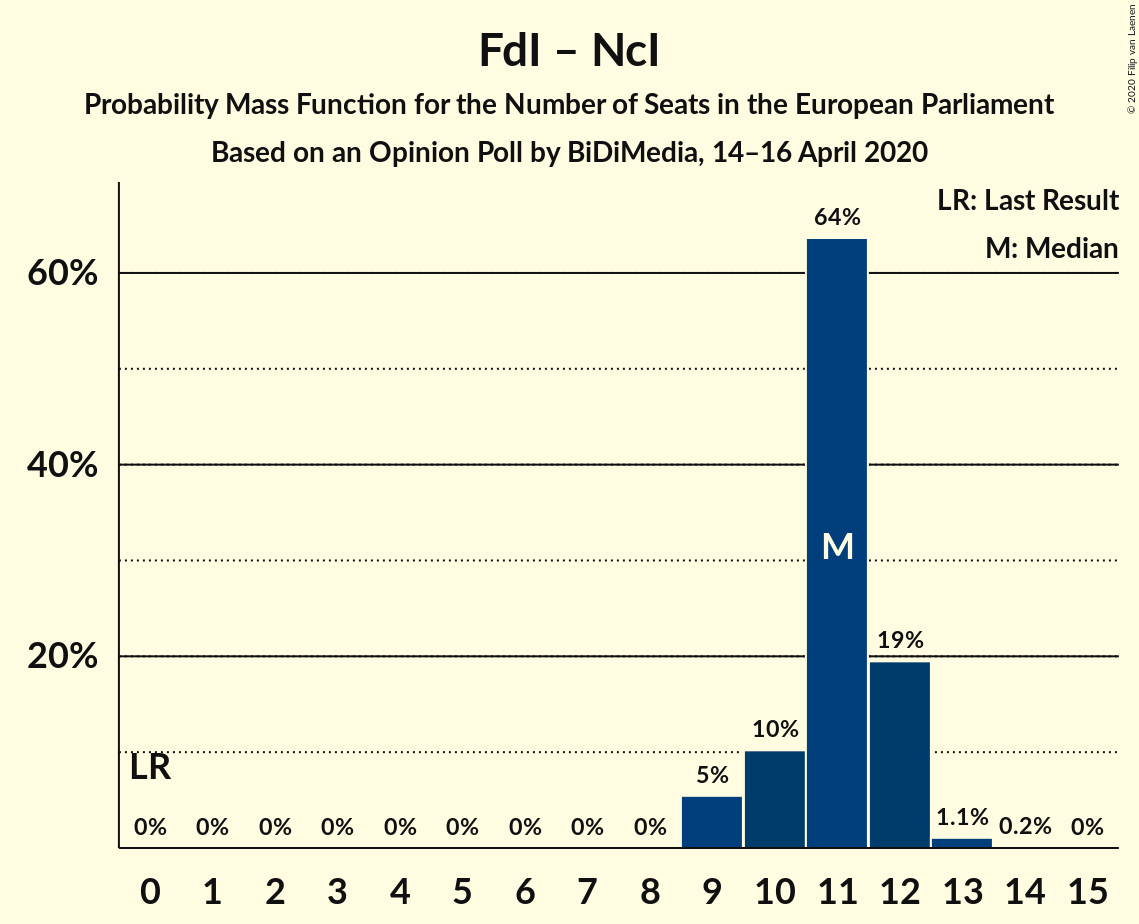 FdI – NcI
Probability Mass Function for the Number of Seats in the European Parliament
Based on an Opinion Poll by BiDiMedia, 14–16 April 2020
© 2020 Filip van Laenen
LR: Last Result
M: Median
64%
60%
40%
M
20%
19%
10%
LR
5%
0% 0% 0% 0% 0% 0% 0% 0% 0% 1.1% 0.2% 0%
0 1 2 3 4 5 6 7 8 9 10 11 12 13 14 15